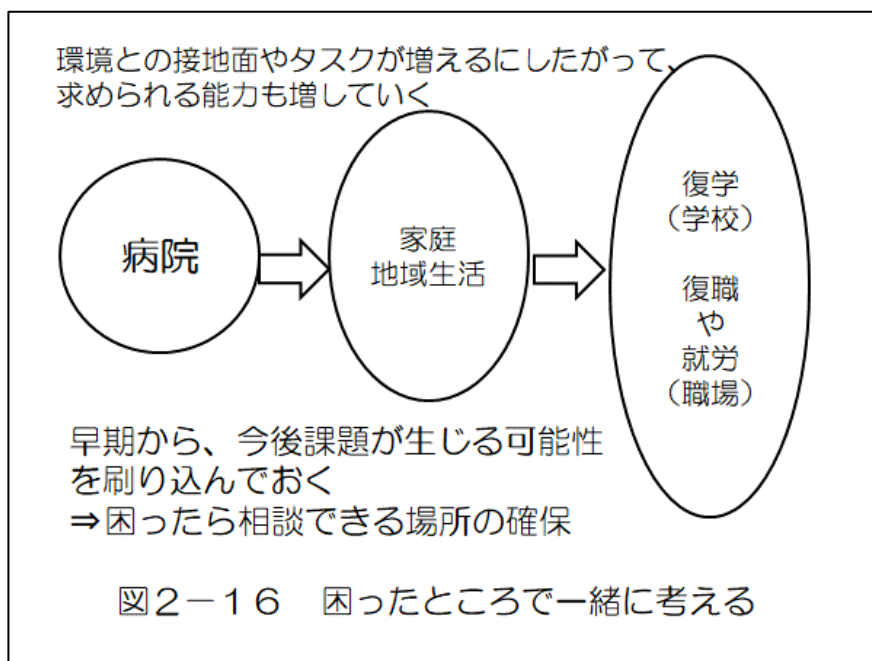 環境との接地面やタスクが増えるにしたがって、
求められる能力も増していく
病院
家庭
地域生活
復学
（学校）
復職
や
就労
（職場）
早期から、今後課題が生じる可能性
を刷り込んでおく
⇒困ったら相談できる場所の確保
図２－１６　困ったところで一緒に考える